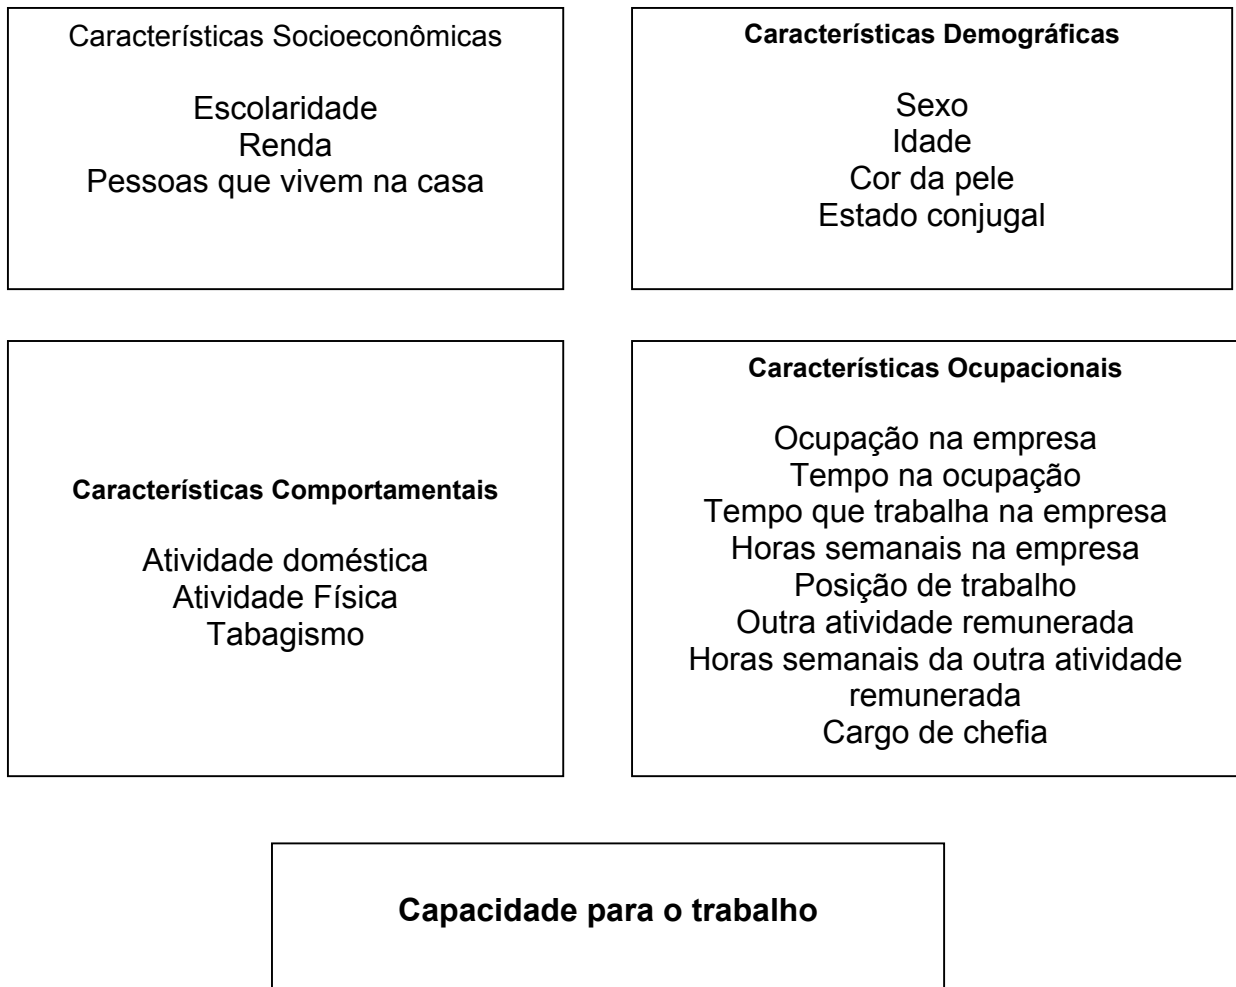 Características Socioeconômicas
Escolaridade
Renda
Pessoas que vivem na casa
Características Demográficas
Sexo
Idade
Cor da pele
Estado conjugal
Características Comportamentais
Atividade doméstica
Atividade Física
Tabagismo
Características Ocupacionais
Ocupação na empresa
Tempo na ocupação
Tempo que trabalha na empresa
Horas semanais na empresa
Posição de trabalho
Outra atividade remunerada
Horas semanais da outra atividade
remunerada
Cargo de chefia
Capacidade para o trabalho